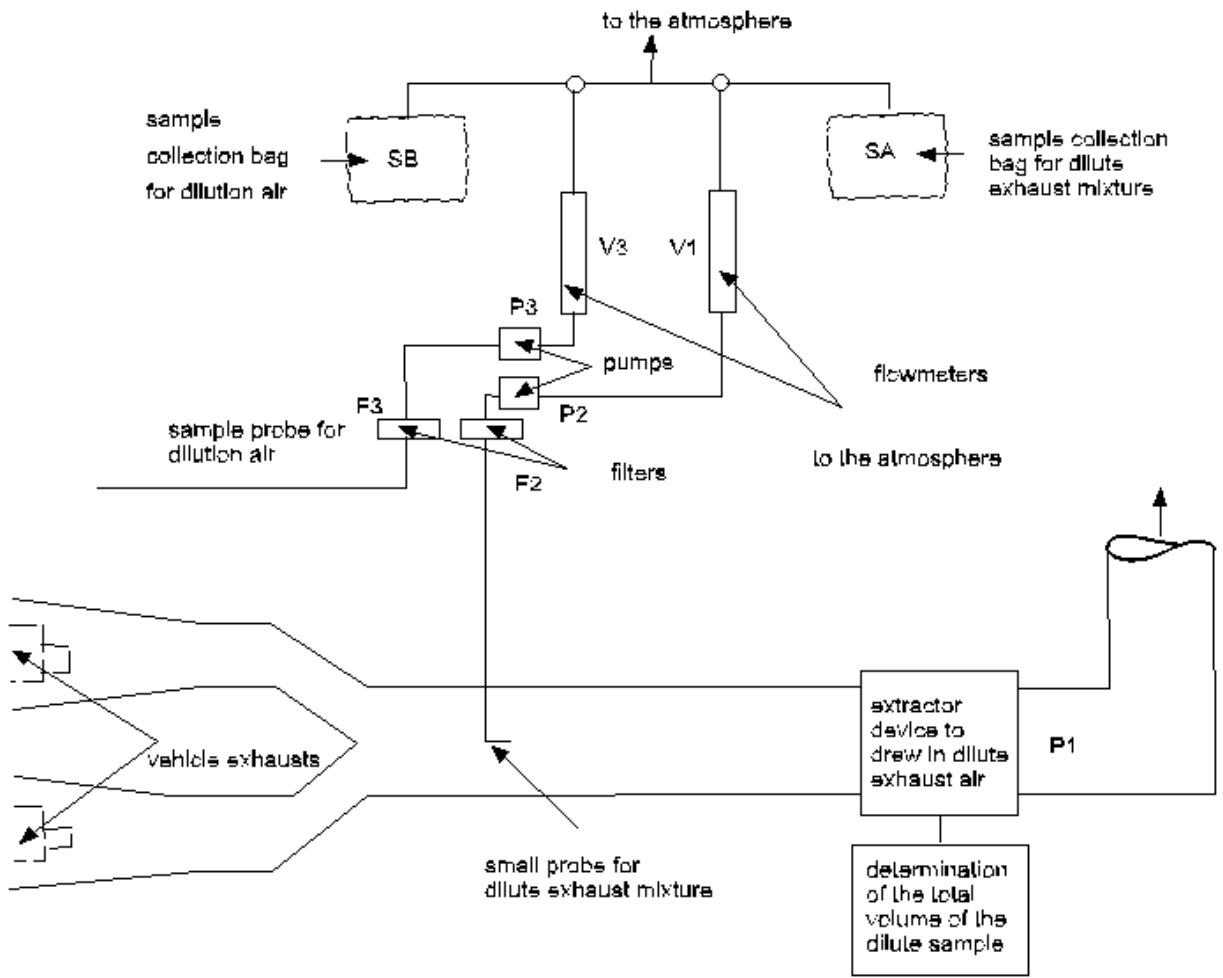 to the atmosphere
sample
collection bag
for dilution air
SB
SA
sample collection
bag for dilute
exhaust mixture
V3
V1
P3
pumps
flowmeters
F3
P2
sample probe for
dilution air
filters
to the atmosphere
F2
vehicle exhausts
extractor
device to
drew in dilute
exhaust air
P1
small probe for
dilute exhaust mixture
determination
of the total
volume of the
dilute sample